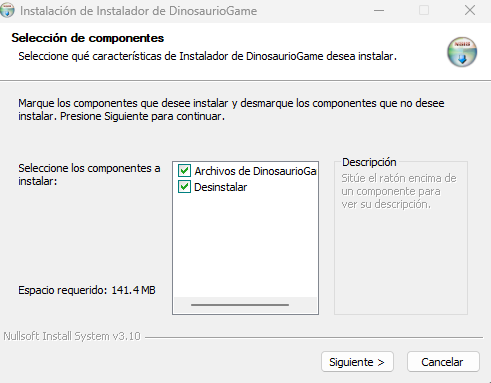 Instalación de Instalador de DinosaurioGame
Selección de componentes
Seleccione qué características de Instalador de DinosaurioGame desea instalar.
Marque los componentes que desee instalar y desmarque los componentes que no desee
instalar. Presione Siguiente para continuar.
Seleccione los componentes a
instalar:
Archivos de DinosaurioGa
Desinstalar
Descripción
Sitúe el ratón encima de
un componente para
ver su descripción.
Espacio requerido: 141.4 MB
Nullsoft Install System v3.10
Siguiente >
Cancelar